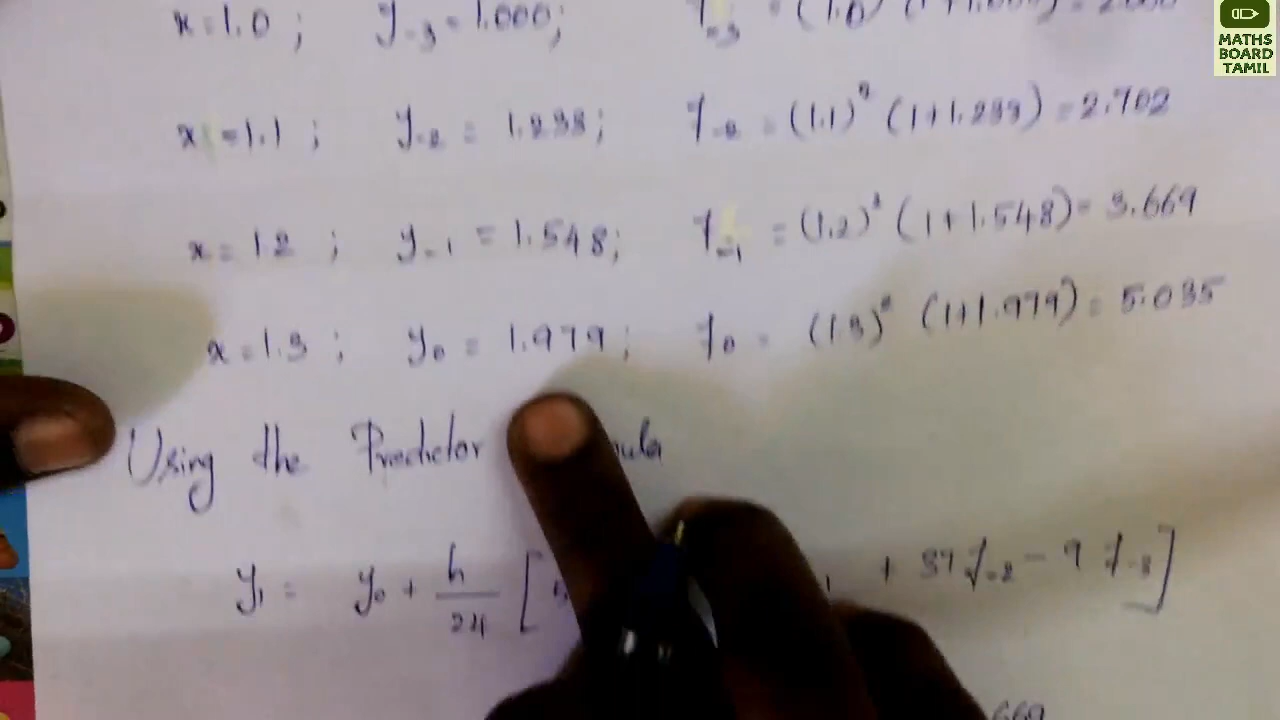 x = 1.0 ; y₋₃ = 1.000;
x = 1.1 ; y₋₂ = 1.233; f₋₂ = (1.1)² (1+1.233) = 2.702
x = 1.2 ; y₋₁ = 1.548; f₋₁ = (1.2)² (1+1.548) = 3.669
x = 1.3 ; y₀ = 1.979; f₀ = (1.3)² (1+1.979) = 5.035
Using the Predictor
y₁ = y₀ + h/24 [ + 37f₋₂ - 9 f₋₃ ]
MATHS
BOARD
TAMIL